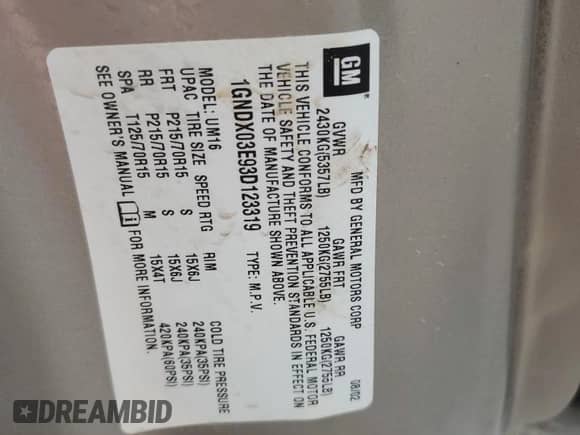 GM
MFD BY GENERAL MOTORS CORP 08/02
GVWR GAWR FRT GAWR RR
2430KG(5357LB) 1250KG(2755LB) 1250KG(2755LB)
THIS VEHICLE CONFORMS TO ALL APPLICABLE U.S. FEDERAL MOTOR
VEHICLE SAFETY AND THEFT PREVENTION STANDARDS IN EFFECT ON
THE DATE OF MANUFACTURE SHOWN ABOVE.
1GNDX03E93D123319 TYPE: M.P.V.
MODEL: UM16
UPAC TIRE SIZE SPEED RTG RIM COLD TIRE PRESSURE
FRT P215/70R15 S 15X6J 240KPA(35PSI)
RR P215/70R15 S 15X6J 240KPA(35PSI)
SPA T125/70R15 M 15X4T 420KPA(60PSI)
SEE OWNER'S MANUAL FOR MORE INFORMATION.
DREAMBID